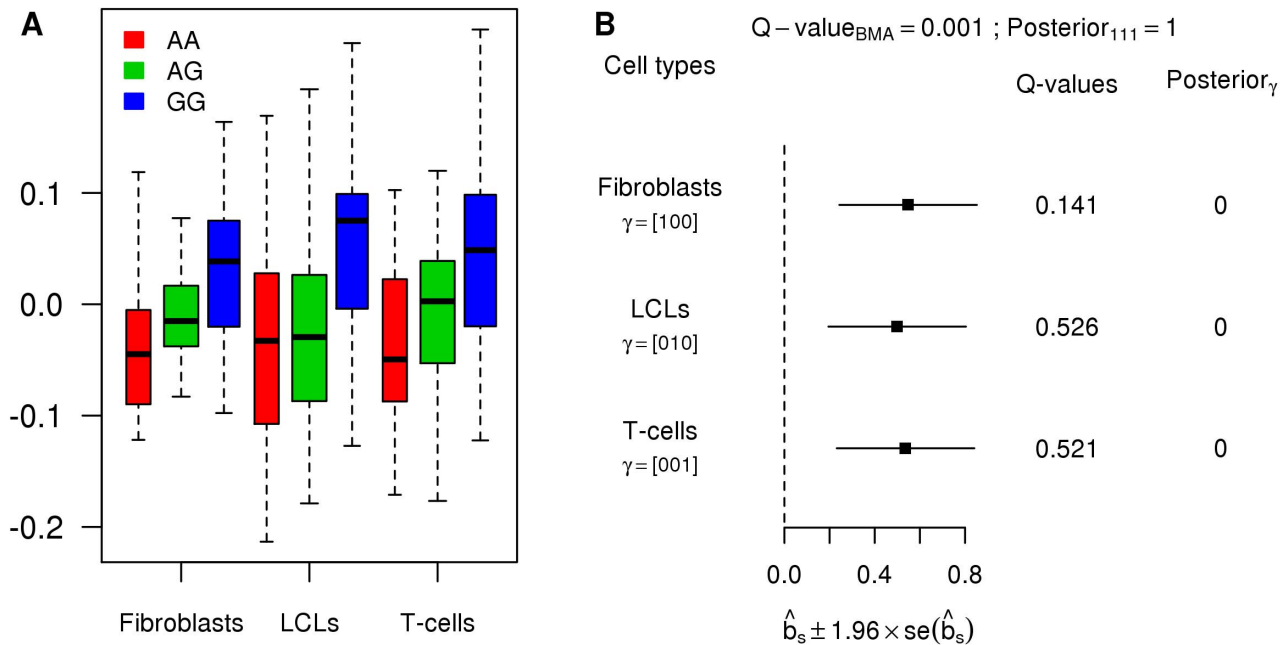 A
AA
AG
GG
0.1
0.0
-0.1
-0.2
Fibroblasts LCLs T-cells
B
Q−value_BMA = 0.001 ; Posterior_111 = 1
Cell types
Q-values Posterior_γ
Fibroblasts
γ = [100]
0.141 0
LCLs
γ = [010]
0.526 0
T-cells
γ = [001]
0.521 0
0.0 0.4 0.8
b̂_s ± 1.96 × se(b̂_s)